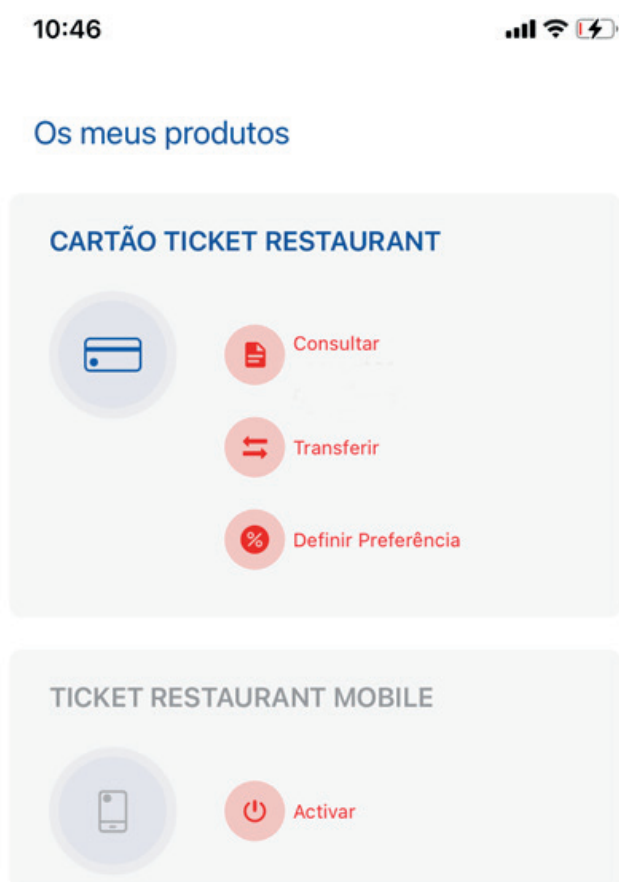 10:46
Os meus produtos
CARTÃO TICKET RESTAURANT
Consultar
Transferir
%
Definir Preferência
TICKET RESTAURANT MOBILE
Activar